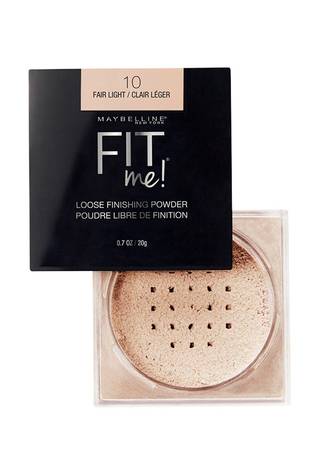 10
FAIR LIGHT / CLAIR LÉGER
MAYBELLINE
NEW YORK
FIT
me!®
LOOSE FINISHING POWDER
POUDRE LIBRE DE FINITION
0.7 OZ / 20g